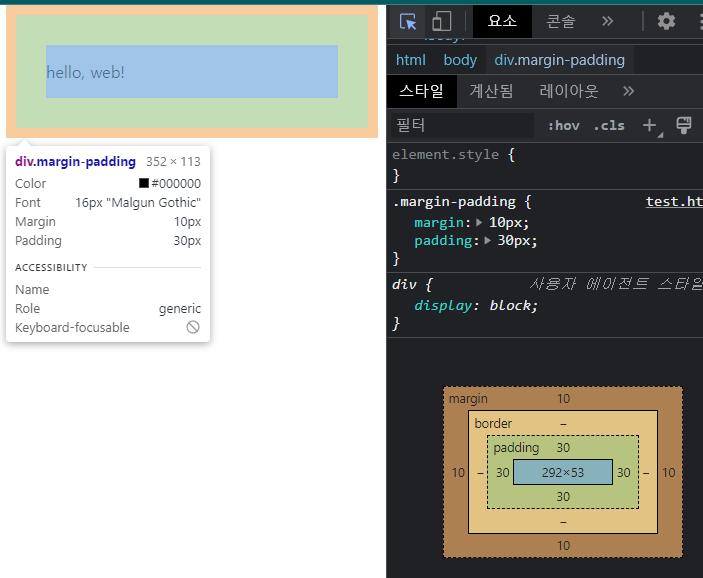 hello, web!
div.margin-padding 352 × 113
Color #000000
Font 16px "Malgun Gothic"
Margin 10px
Padding 30px
ACCESSIBILITY
Name
Role generic
Keyboard-focusable
요소 콘솔 »
html body div.margin-padding
스타일 계산됨 레이아웃 »
필터 :hov .cls +
element.style {
}
.margin-padding { test.ht
margin: 10px;
padding: 30px;
}
div { 사용자 에이전트 스타일
display: block;
}
margin 10
border –
padding 30
10 – 30 292×53 30 – 10
30
–
10